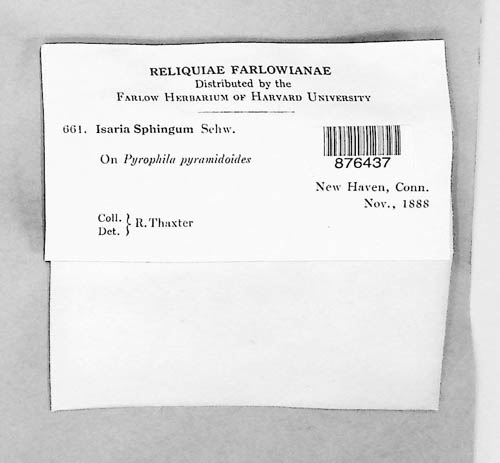 RELIQUIAE FARLOWIANAE
Distributed by the
FARLOW HERBARIUM OF HARVARD UNIVERSITY
661. Isaria Sphingum Schw.
876437
On Pyrophila pyramidoides
New Haven, Conn.
Nov., 1888
Coll. } R. Thaxter
Det.